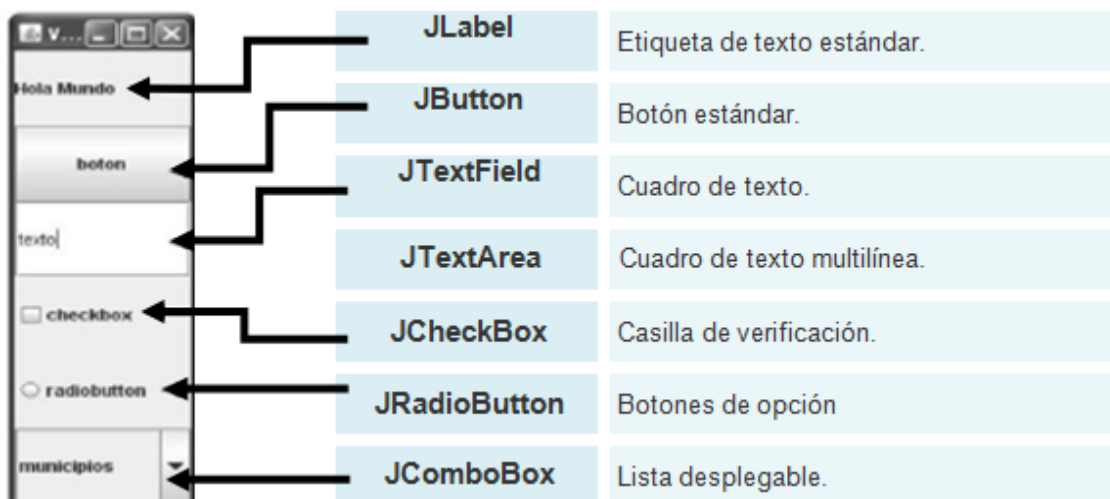 v...
Hola Mundo
boton
texto
checkbox
radiobutton
municipios
JLabel Etiqueta de texto estándar.
JButton Botón estándar.
JTextField Cuadro de texto.
JTextArea Cuadro de texto multilínea.
JCheckBox Casilla de verificación.
JRadioButton Botones de opción
JComboBox Lista desplegable.